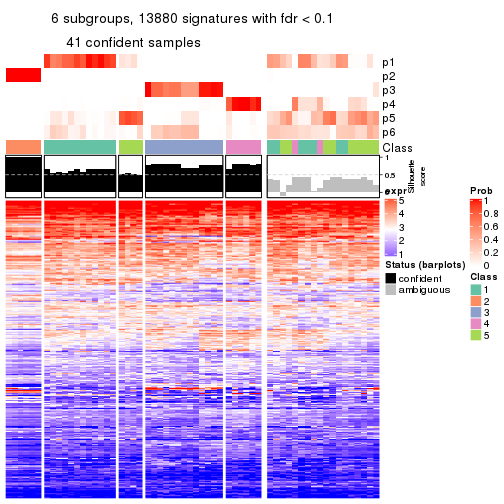 6 subgroups, 13880 signatures with fdr < 0.1
41 confident samples
p1
p2
p3
p4
p5
p6
Class
1
0.5
0
Silhouette
score
expr
5
4
3
2
1
Status (barplots)
confident
ambiguous
Prob
1
0.8
0.6
0.4
0.2
0
Class
1
2
3
4
5